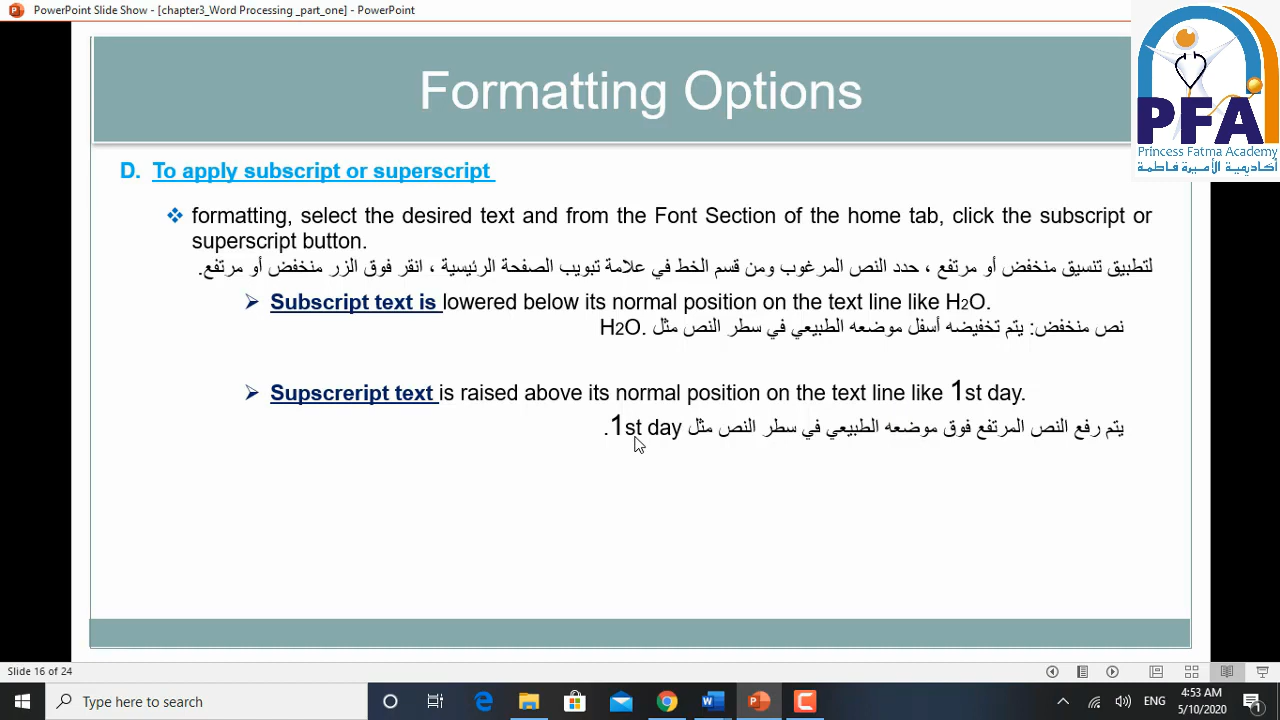 PowerPoint Slide Show - [chapter3_Word Processing _part_one] - PowerPoint
PFA
Princess Fatma Academy
أكاديمية الأميرة فاطمة
Formatting Options
D. To apply subscript or superscript
❖ formatting, select the desired text and from the Font Section of the home tab, click the subscript or
superscript button.
لتطبيق تنسيق منخفض أو مرتفع ، حدد النص المرغوب ومن قسم الخط في علامة تبويب الصفحة الرئيسية ، انقر فوق الزر منخفض أو مرتفع.
➢ Subscript text is lowered below its normal position on the text line like H2O.
نص منخفض: يتم تخفيضه أسفل موضعه الطبيعي في سطر النص مثل H2O.
➢ Supscreript text is raised above its normal position on the text line like 1st day.
يتم رفع النص المرتفع فوق موضعه الطبيعي في سطر النص مثل 1st day.
Slide 16 of 24
Type here to search
ENG
4:53 AM
5/10/2020
1